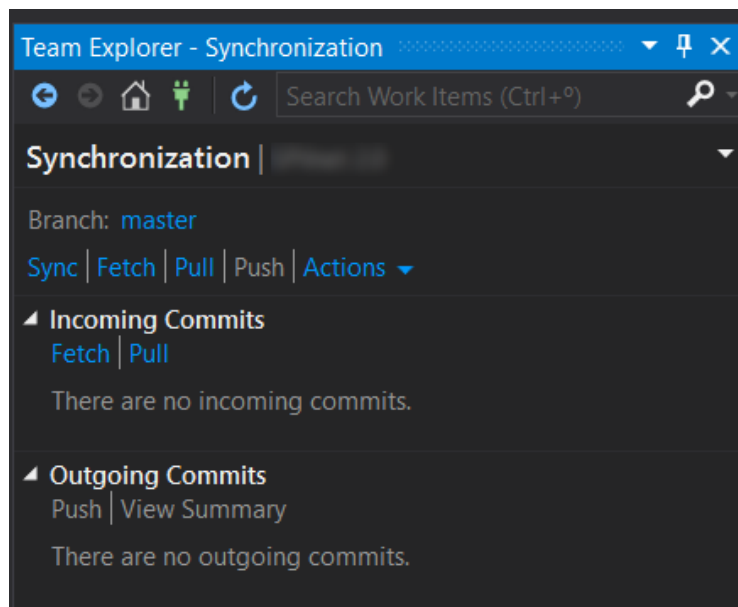 Team Explorer - Synchronization
Search Work Items (Ctrl+º)
Synchronization |
Branch: master
Sync | Fetch | Pull | Push | Actions
Incoming Commits
Fetch | Pull
There are no incoming commits.
Outgoing Commits
Push | View Summary
There are no outgoing commits.